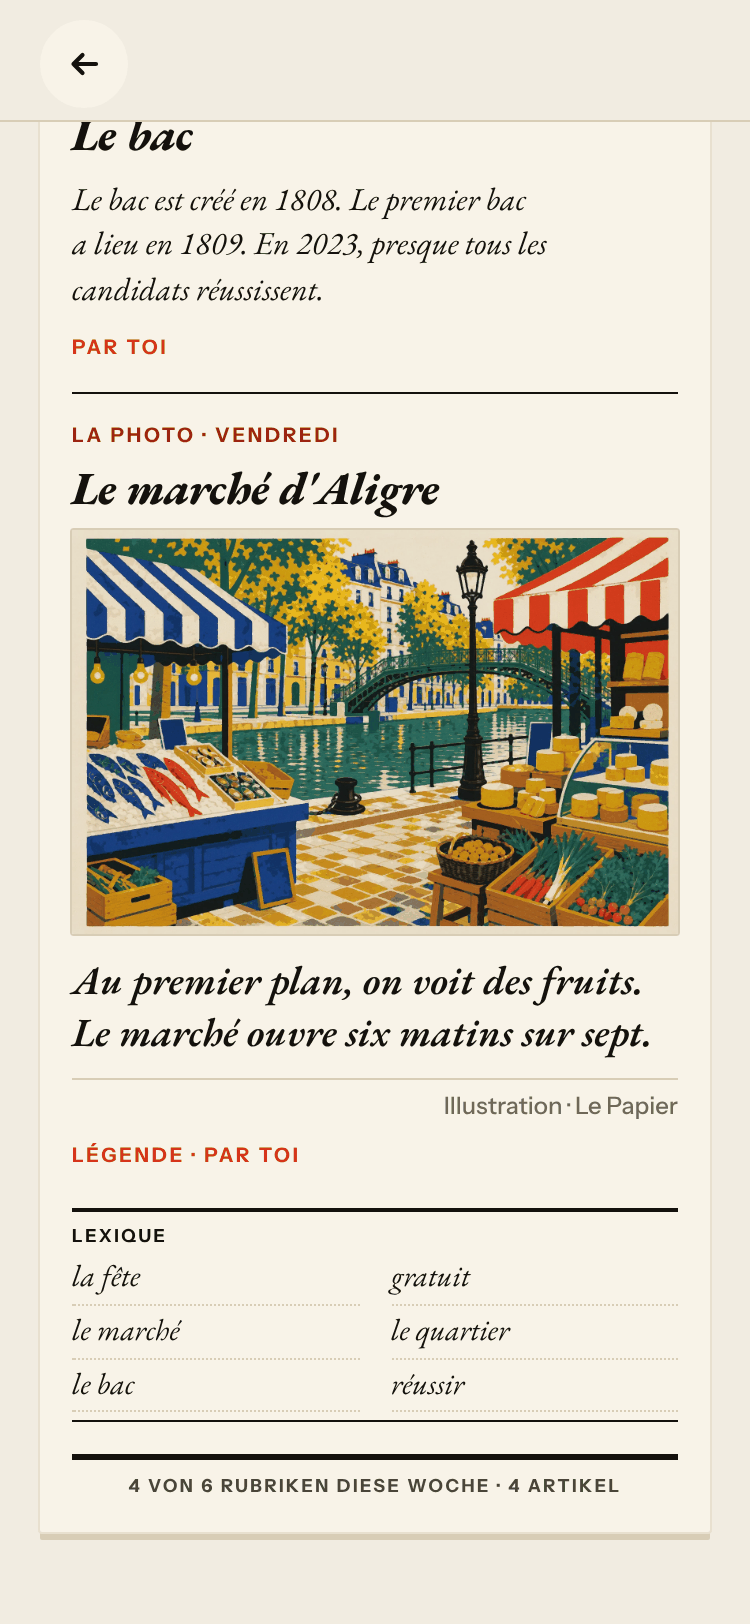 Le bac
Le bac est créé en 1808. Le premier bac
a lieu en 1809. En 2023, presque tous les
candidats réussissent.
PAR TOI
LA PHOTO · VENDREDI
Le marché d'Aligre
Au premier plan, on voit des fruits.
Le marché ouvre six matins sur sept.
Illustration · Le Papier
LÉGENDE · PAR TOI
LEXIQUE
la fête
gratuit
le marché
le quartier
le bac
réussir
4 VON 6 RUBRIKEN DIESE WOCHE · 4 ARTIKEL